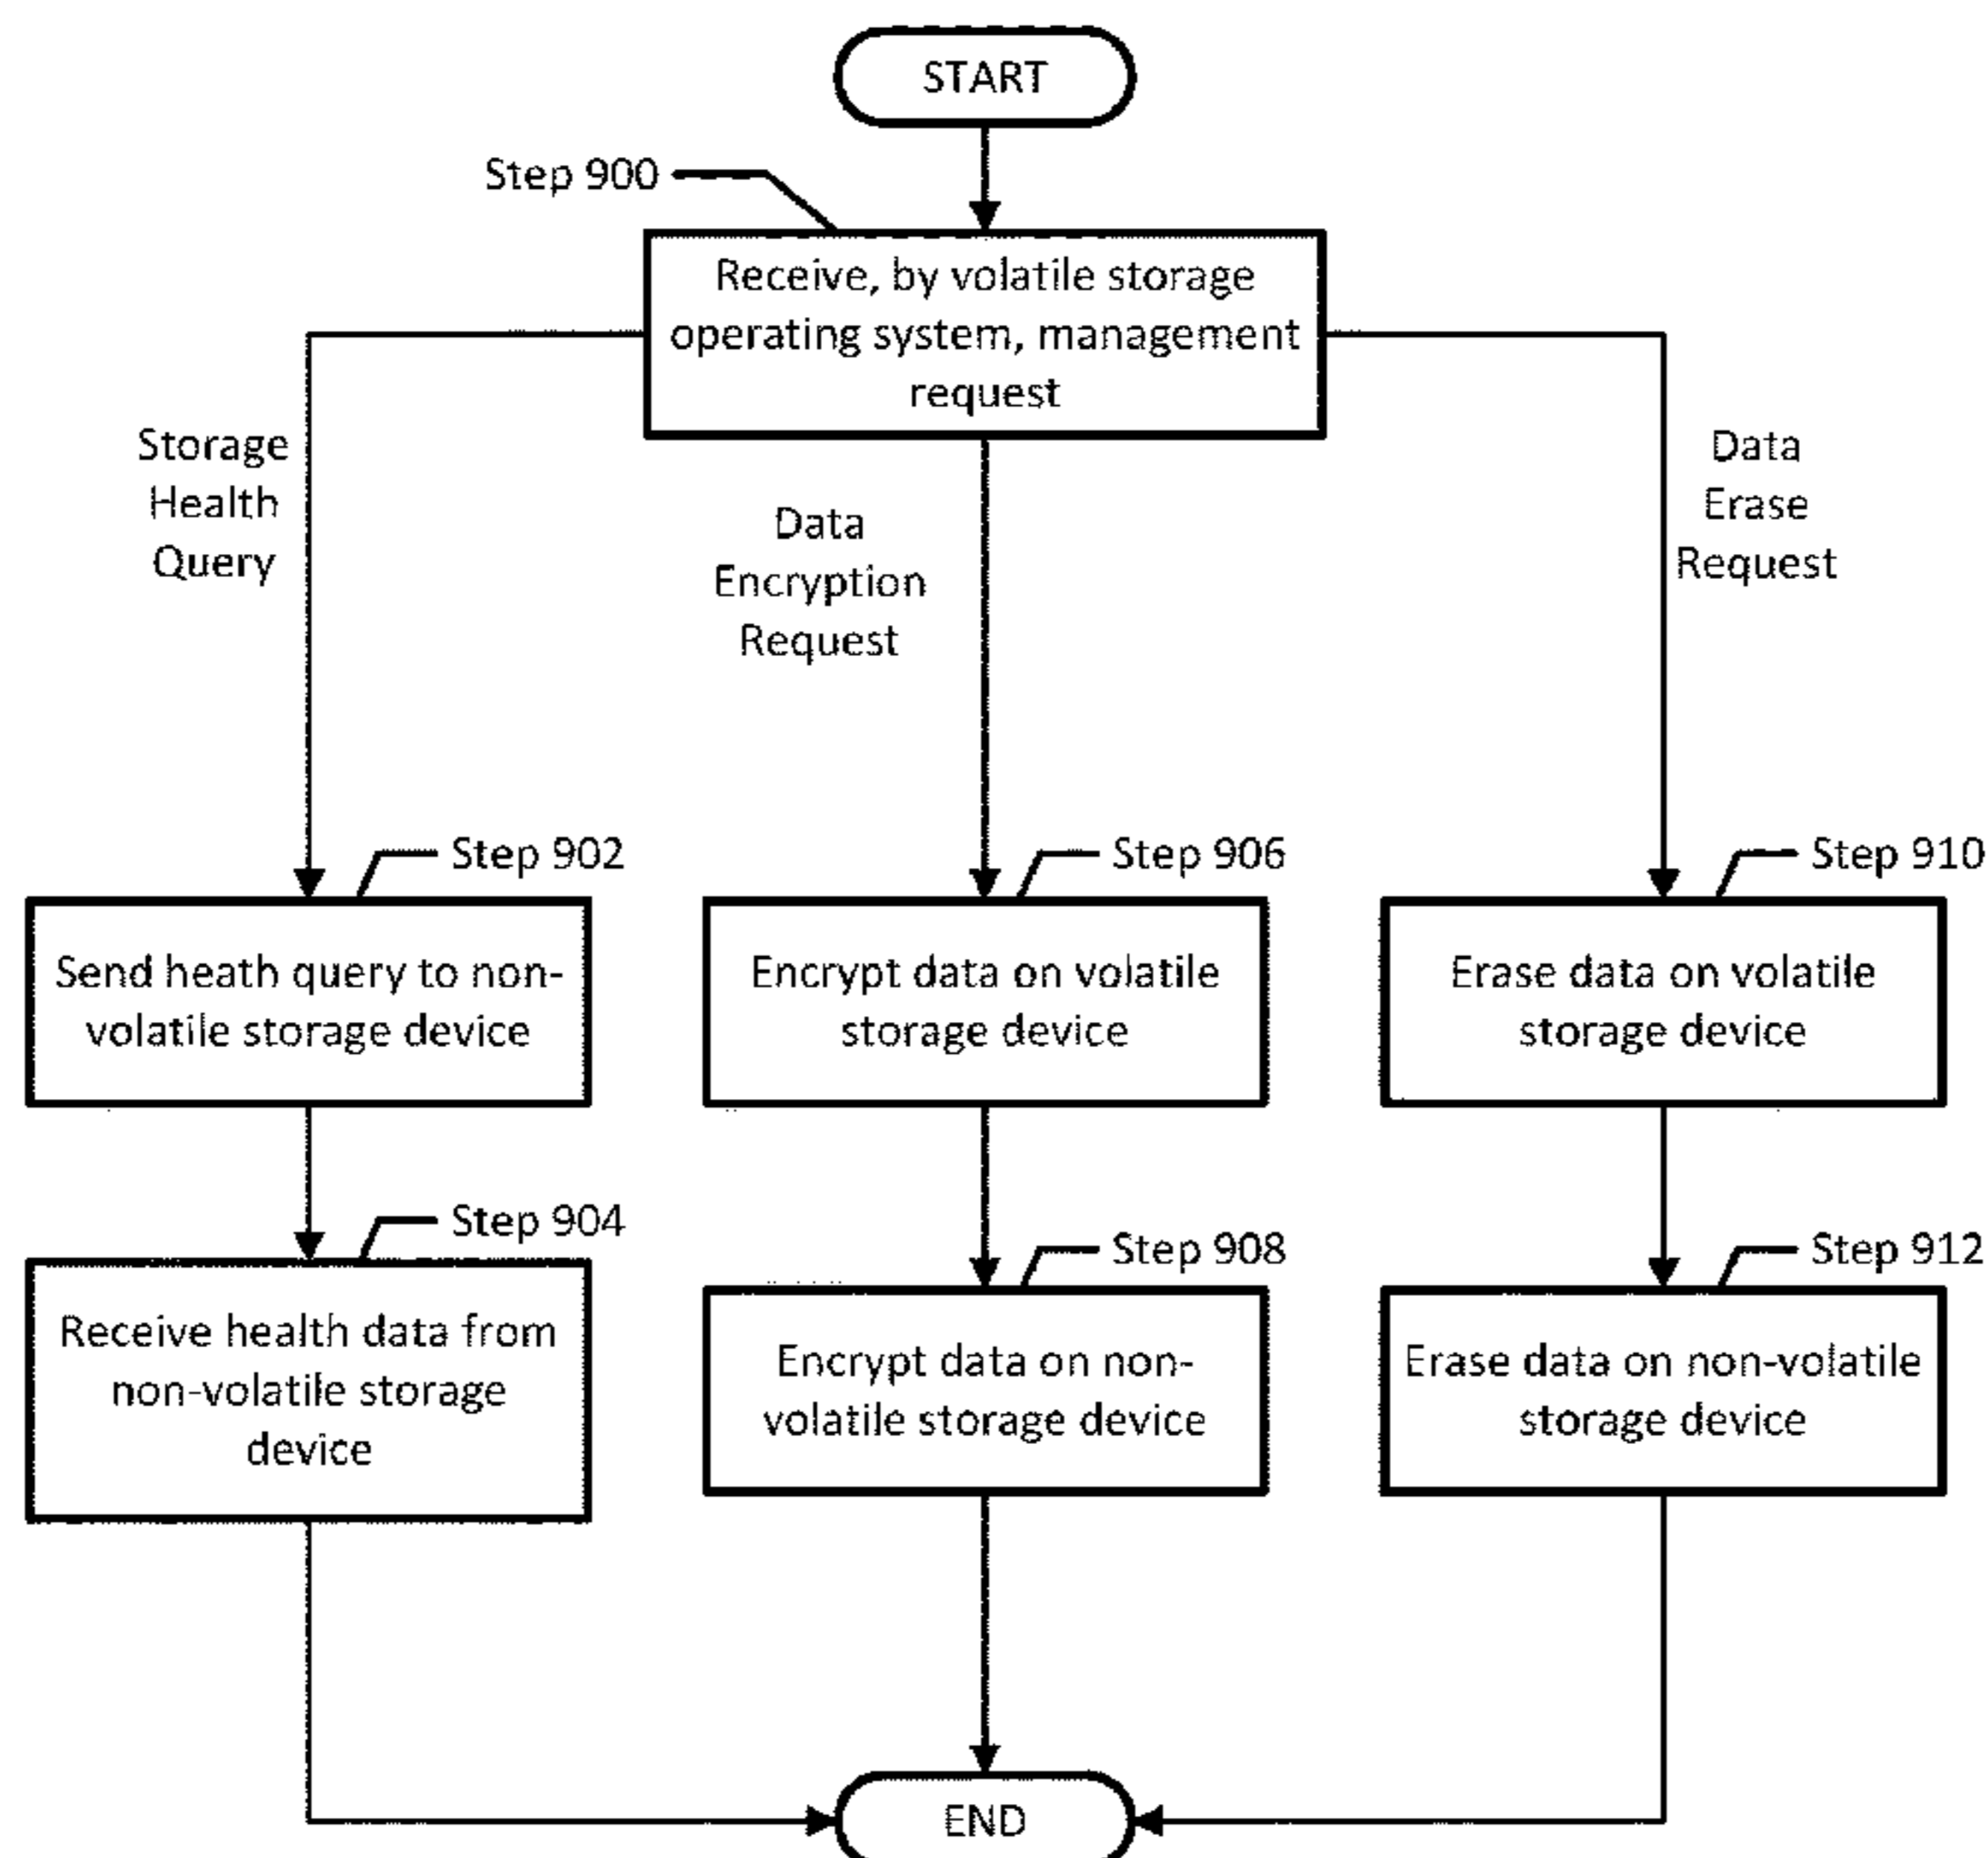 START
Step 900
Receive, by volatile storage
operating system, management
request
Storage
Health
Query
Data
Encryption
Request
Data
Erase
Request
Step 902
Send heath query to non-
volatile storage device
Step 906
Encrypt data on volatile
storage device
Step 910
Erase data on volatile
storage device
Step 904
Receive health data from
non-volatile storage
device
Step 908
Encrypt data on non-
volatile storage device
Step 912
Erase data on non-volatile
storage device
END